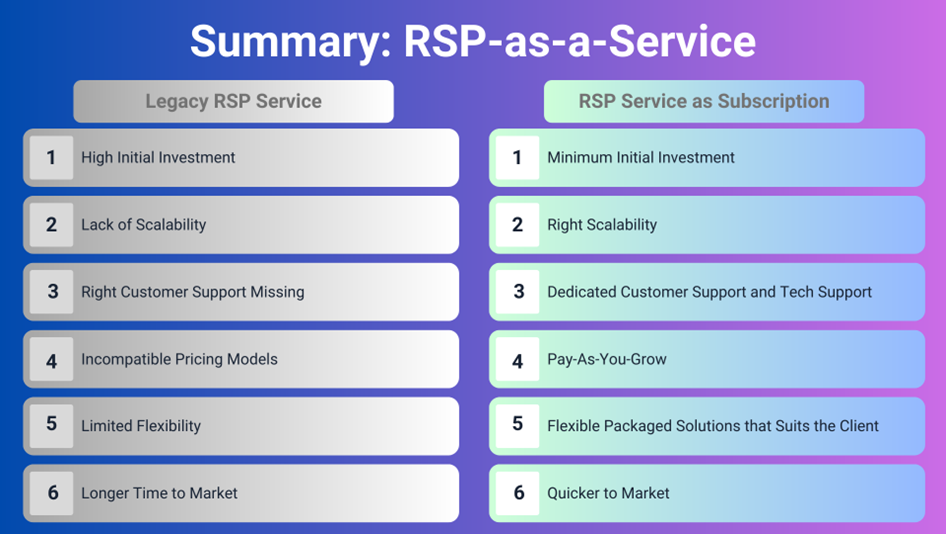 Summary: RSP-as-a-Service
Legacy RSP Service
1 High Initial Investment
2 Lack of Scalability
3 Right Customer Support Missing
4 Incompatible Pricing Models
5 Limited Flexibility
6 Longer Time to Market
RSP Service as Subscription
1 Minimum Initial Investment
2 Right Scalability
3 Dedicated Customer Support and Tech Support
4 Pay-As-You-Grow
5 Flexible Packaged Solutions that Suits the Client
6 Quicker to Market